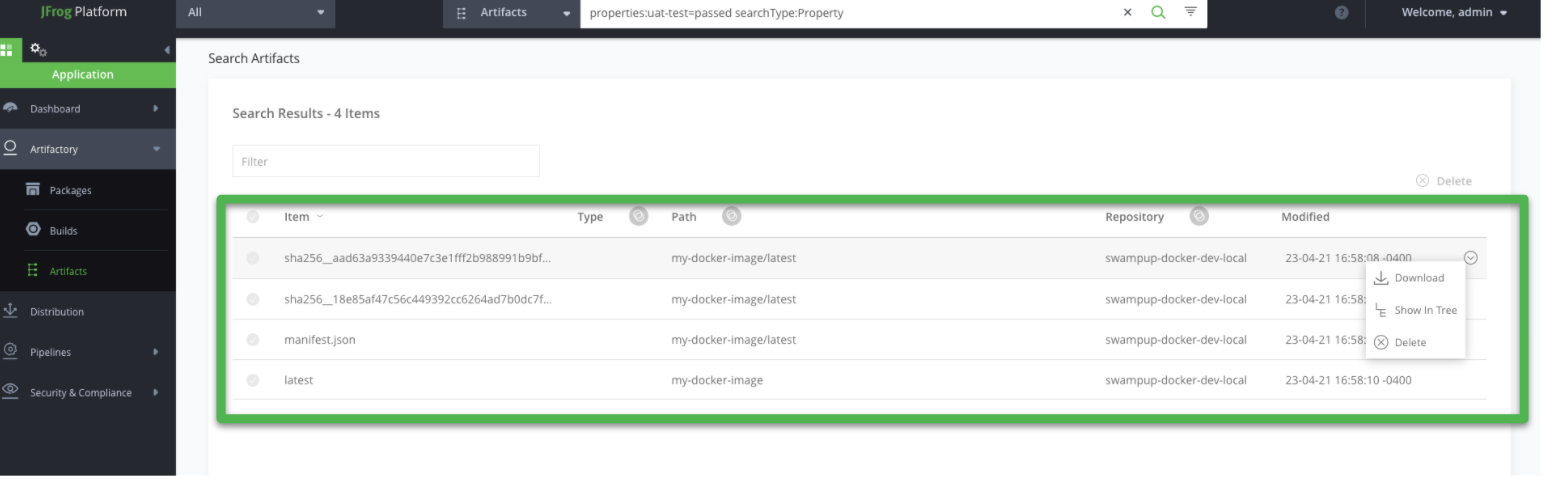 JFrog Platform
All
Artifacts
properties:uat-test=passed searchType:Property
Welcome, admin
Application
Dashboard
Artifactory
Packages
Builds
Artifacts
Distribution
Pipelines
Security & Compliance
Search Artifacts
Search Results - 4 Items
Filter
Delete
Item Type Path Repository Modified
sha256__aad63a9339440e7c3e1fff2b988991b9bf... my-docker-image/latest swampup-docker-dev-local 23-04-21 16:58:08 -0400
sha256__18e85af47c56c449392cc6264ad7b0dc7f... my-docker-image/latest swampup-docker-dev-local 23-04-21 16:58:
manifest.json my-docker-image/latest swampup-docker-dev-local 23-04-21 16:58:
latest my-docker-image swampup-docker-dev-local 23-04-21 16:58:10 -0400
Download
Show In Tree
Delete